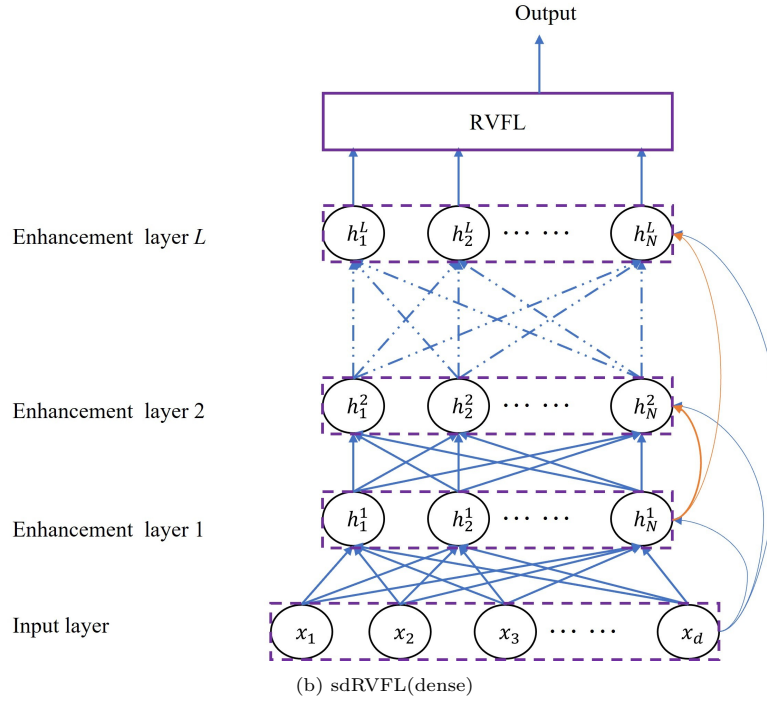 Output
RVFL
Enhancement layer L h_1^L h_2^L ... ... h_N^L
Enhancement layer 2 h_1^2 h_2^2 ... ... h_N^2
Enhancement layer 1 h_1^1 h_2^1 ... ... h_N^1
Input layer x_1 x_2 x_3 ... ... x_d
(b) sdRVFL(dense)